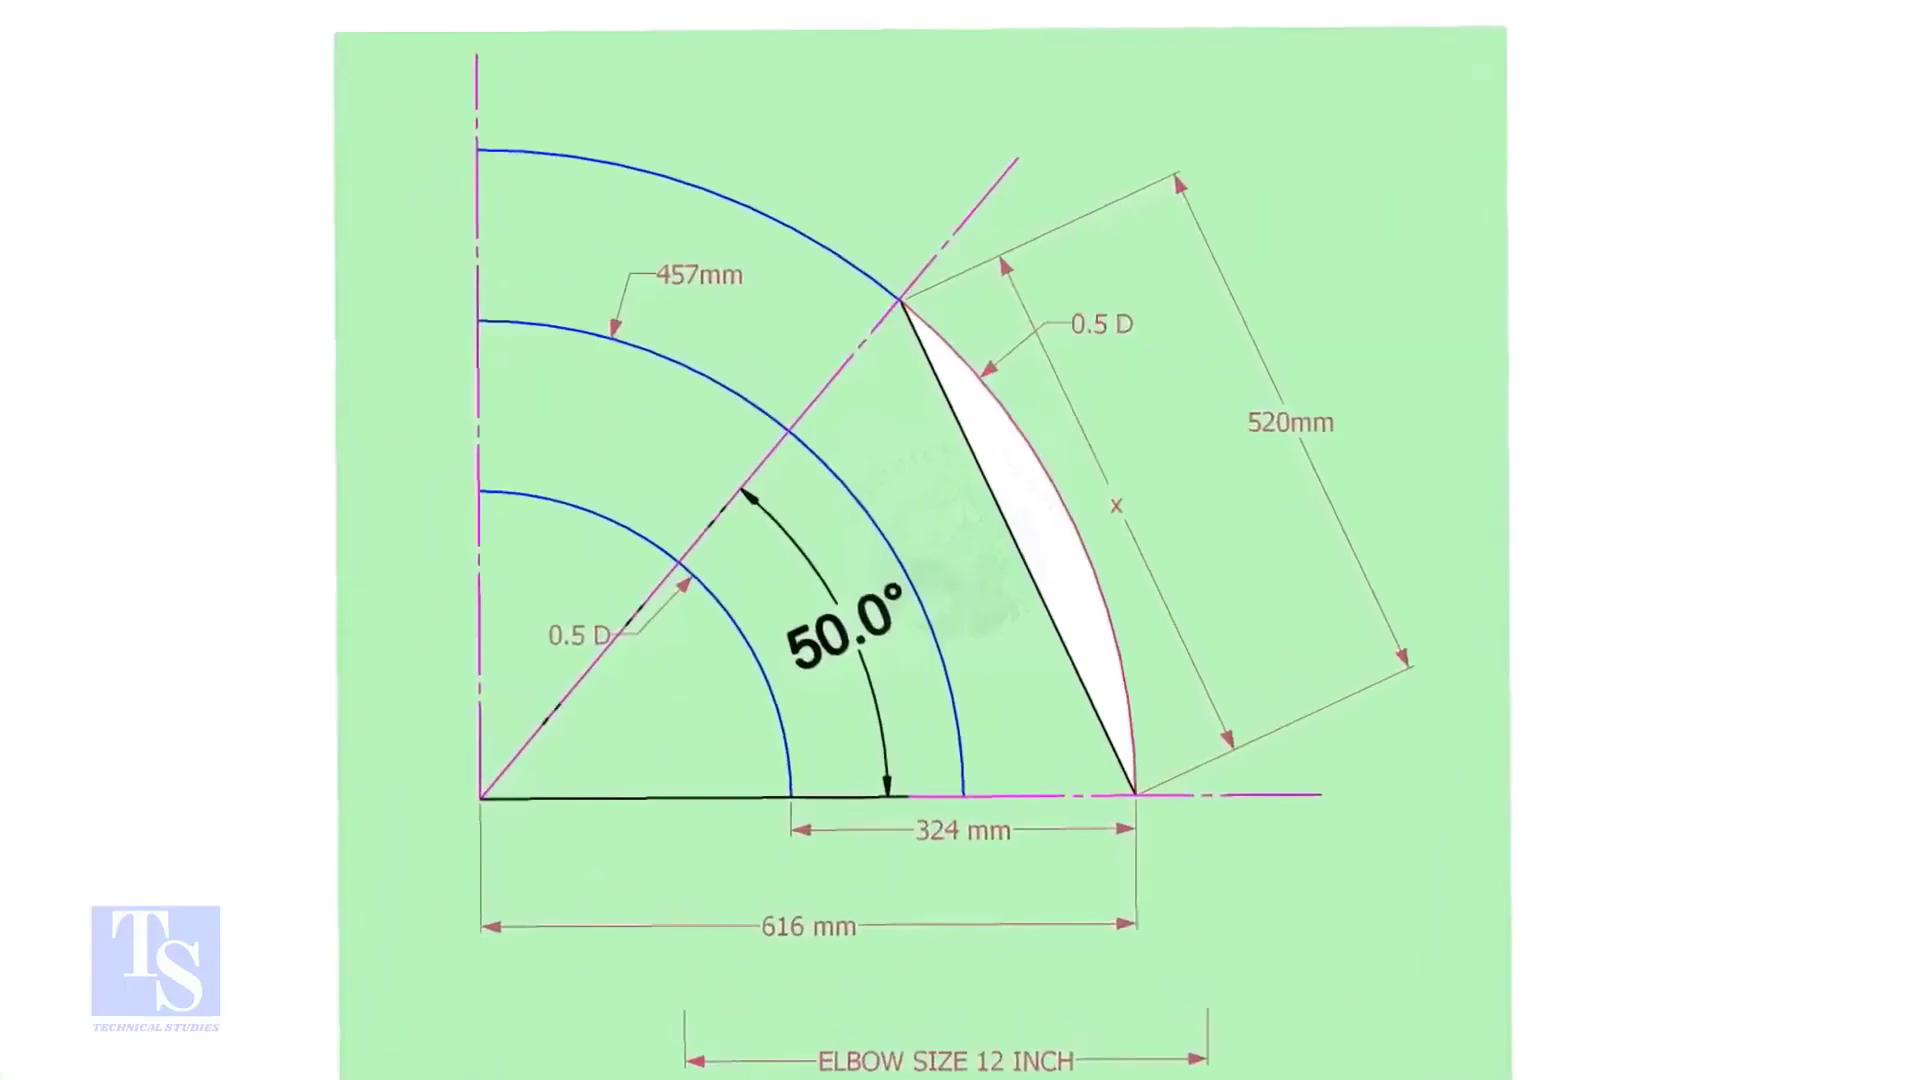 457mm
0.5 D
520mm
x
50.0°
0.5 D
324 mm
616 mm
TS
TECHNICAL STUDIES
ELBOW SIZE 12 INCH